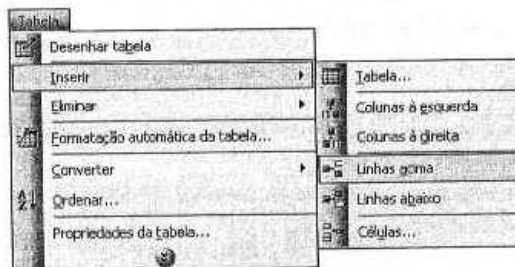 Tabela
Desenhar tabela
Inserir
Eliminar
Formatação automática da tabela...
Converter
Ordenar...
Propriedades da tabela...
Tabela...
Colunas à esquerda
Colunas à direita
Linhas acima
Linhas abaixo
Células...